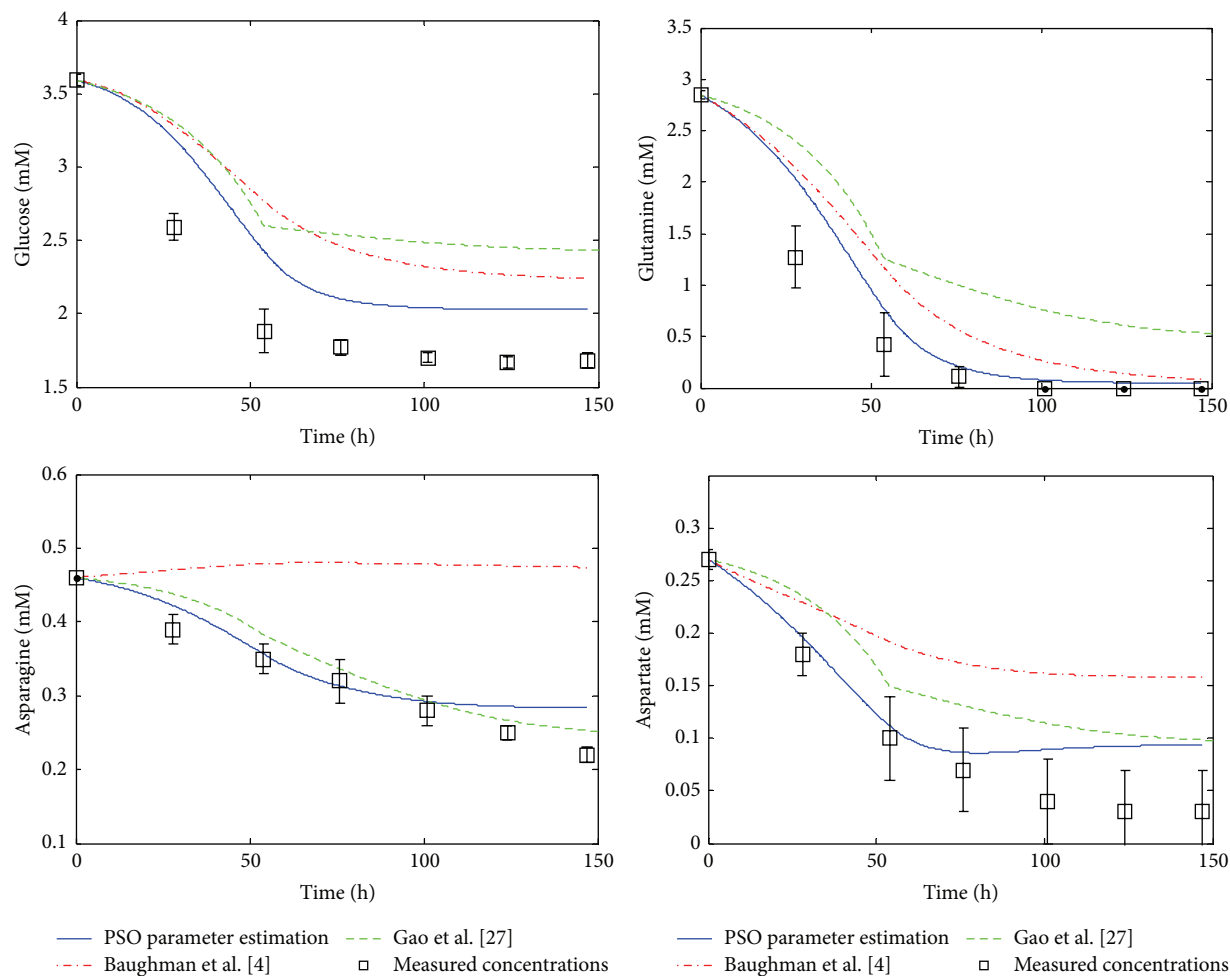 4
3.5
3
2.5
2
1.5
0
50
100
150
Glucose (mM)
Time (h)
3.5
3
2.5
2
1.5
1
0.5
0
0
50
100
150
Glutamine (mM)
Time (h)
0.6
0.5
0.4
0.3
0.2
0.1
0
50
100
150
Asparagine (mM)
Time (h)
0.3
0.25
0.2
0.15
0.1
0.05
0
0
50
100
150
Aspartate (mM)
Time (h)
PSO parameter estimation
Gao et al. [27]
Baughman et al. [4]
Measured concentrations
PSO parameter estimation
Gao et al. [27]
Baughman et al. [4]
Measured concentrations